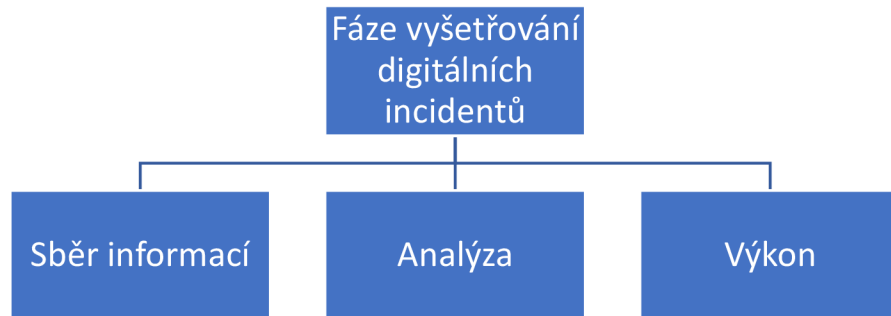 Fáze vyšetřování
digitálních
incidentů
Sběr informací
Analýza
Výkon